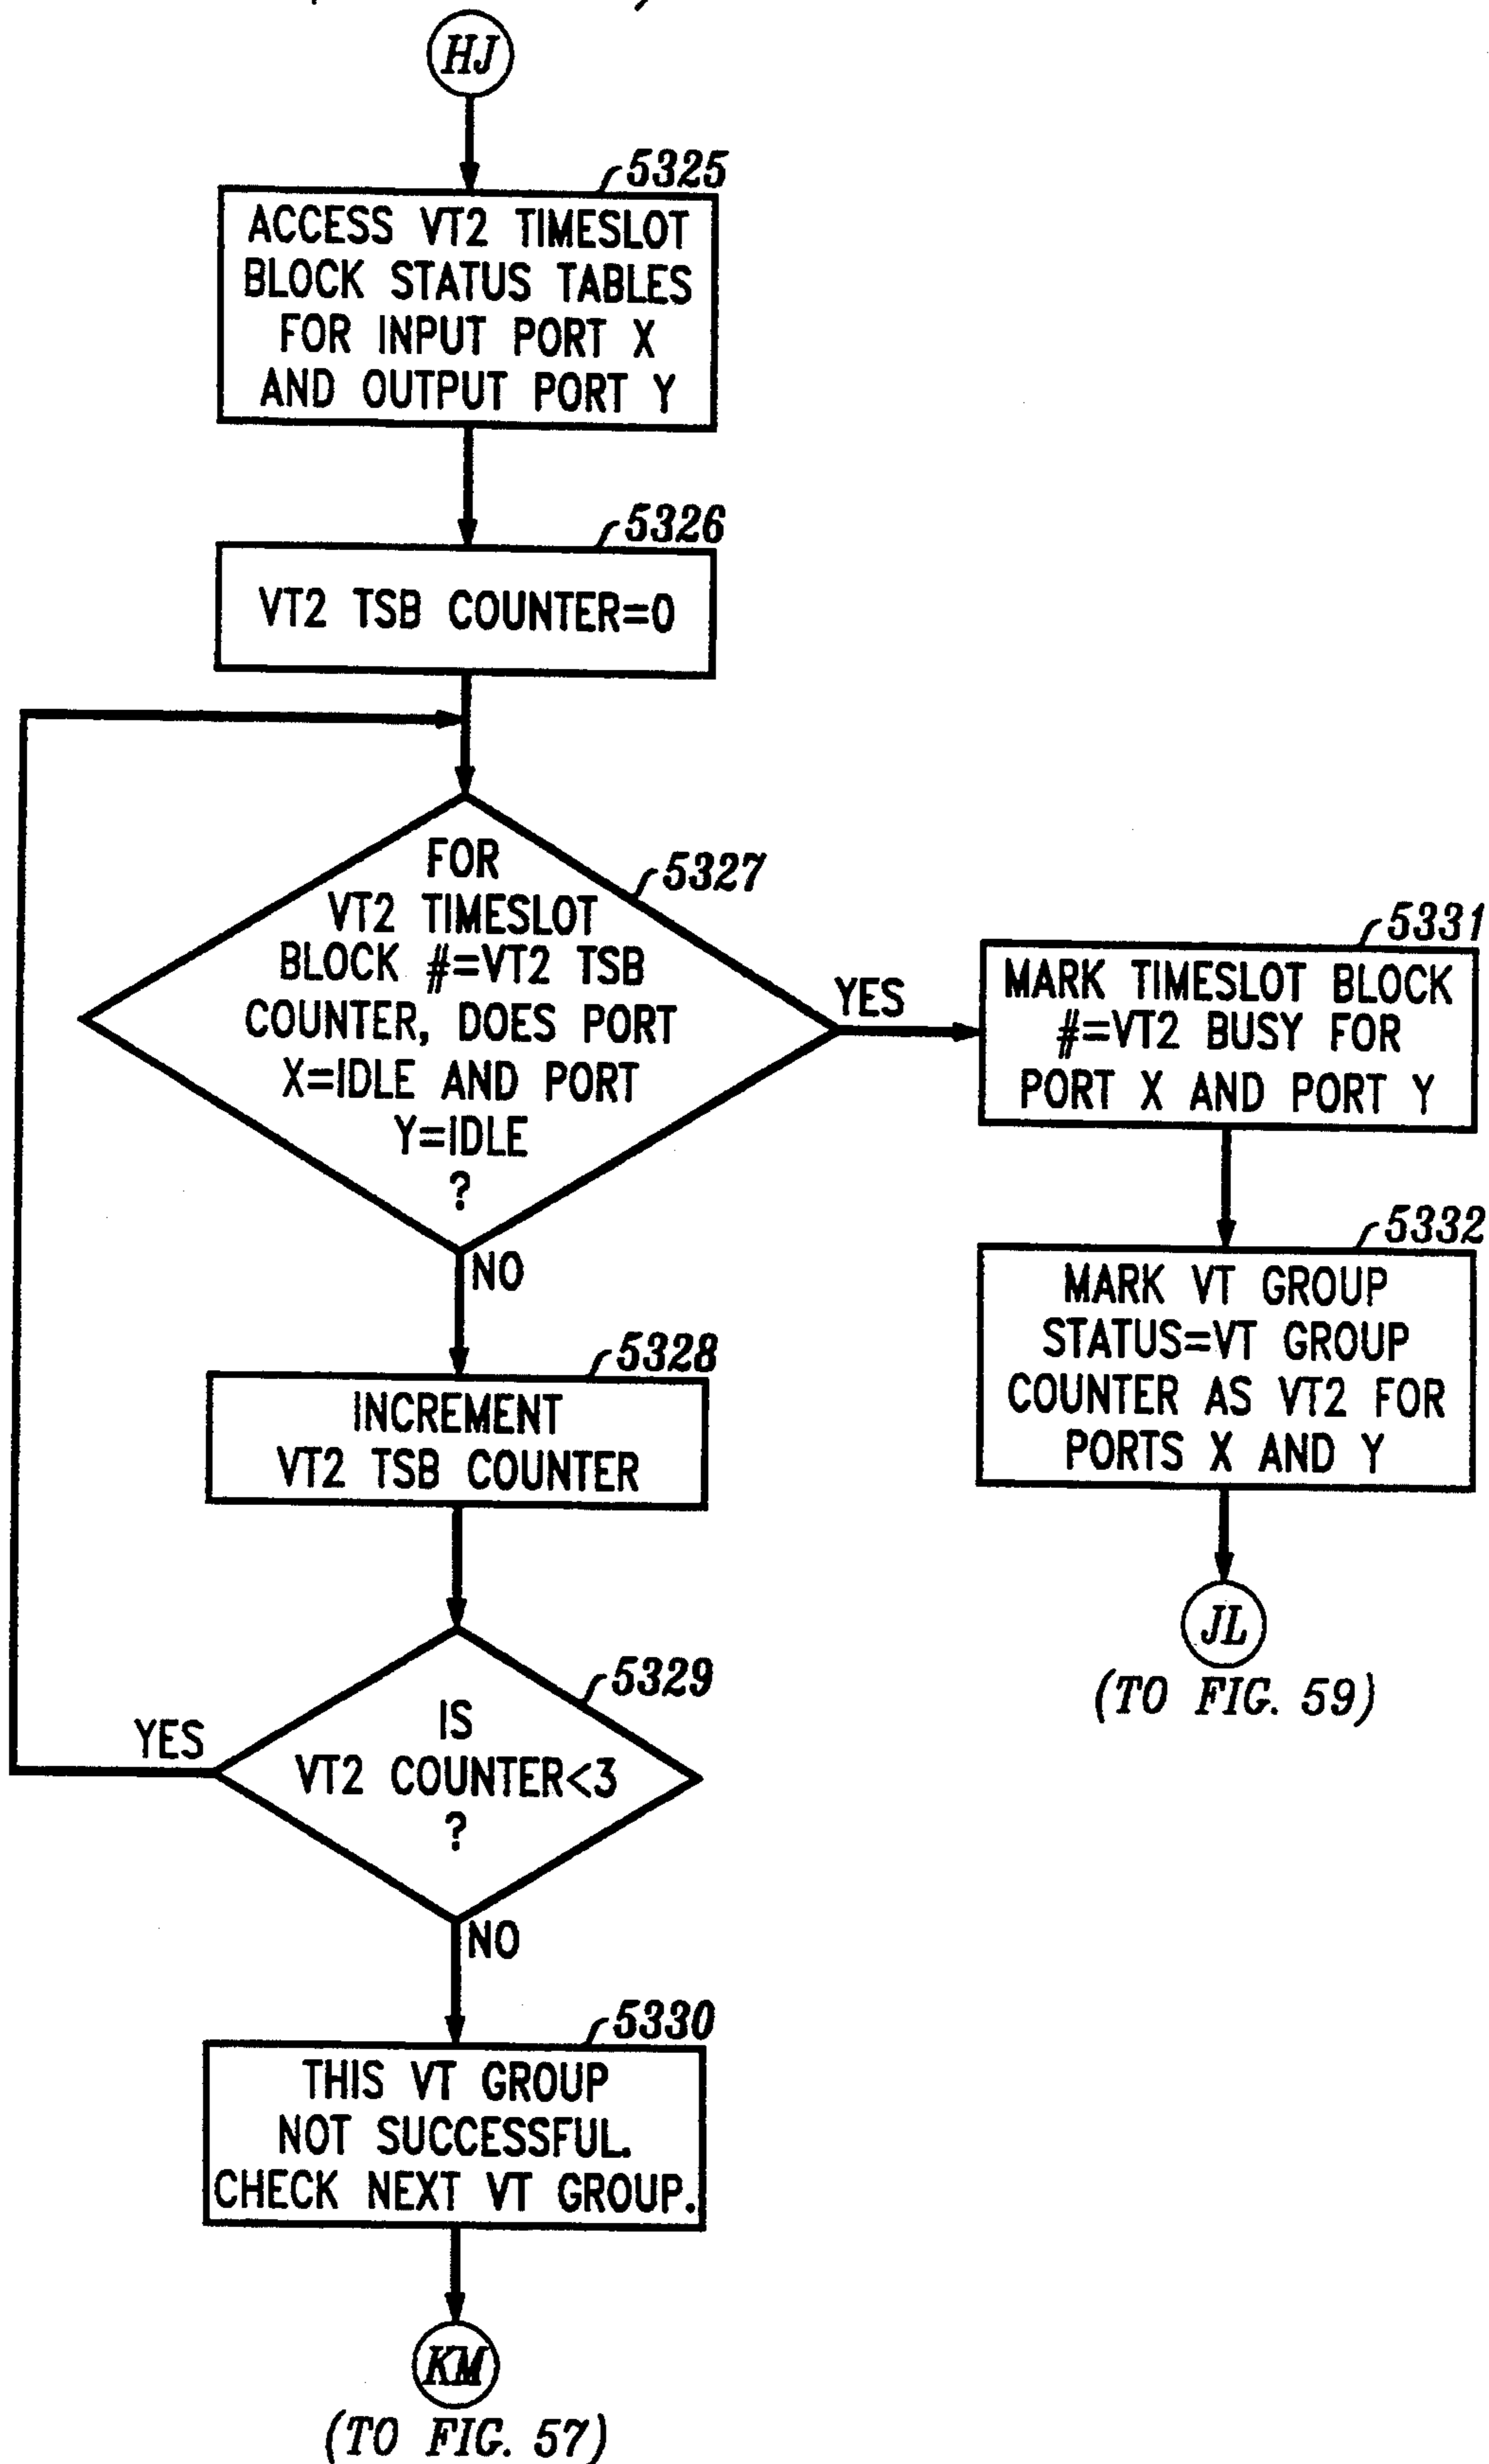 HJ
5325
ACCESS VT2 TIMESLOT
BLOCK STATUS TABLES
FOR INPUT PORT X
AND OUTPUT PORT Y
5326
VT2 TSB COUNTER=0
FOR
VT2 TIMESLOT
BLOCK #=VT2 TSB
COUNTER, DOES PORT
X=IDLE AND PORT
Y=IDLE
?
5327
YES
NO
5331
MARK TIMESLOT BLOCK
#=VT2 BUSY FOR
PORT X AND PORT Y
5332
MARK VT GROUP
STATUS=VT GROUP
COUNTER AS VT2 FOR
PORTS X AND Y
JL
(TO FIG. 59)
5328
INCREMENT
VT2 TSB COUNTER
5329
IS
VT2 COUNTER<3
?
YES
NO
5330
THIS VT GROUP
NOT SUCCESSFUL.
CHECK NEXT VT GROUP.
KM
(TO FIG. 57)